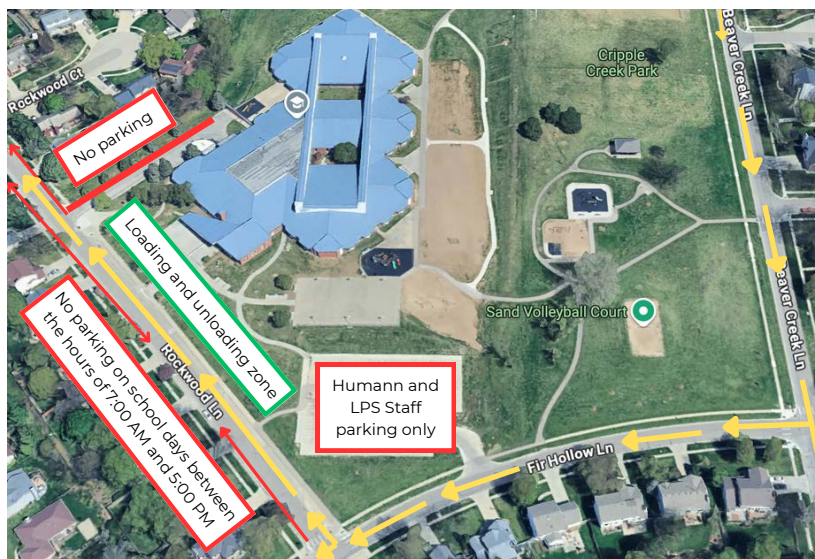 Rockwood Ct
No parking
Cripple
Creek Park
Beaver Creek Ln
Loading and unloading zone
Sand Volleyball Court
Beaver Creek Ln
No parking on school days between
the hours of 7:00 AM and 5:00 PM
Rockwood Ln
Humann and
LPS Staff
parking only
Fir Hollow Ln